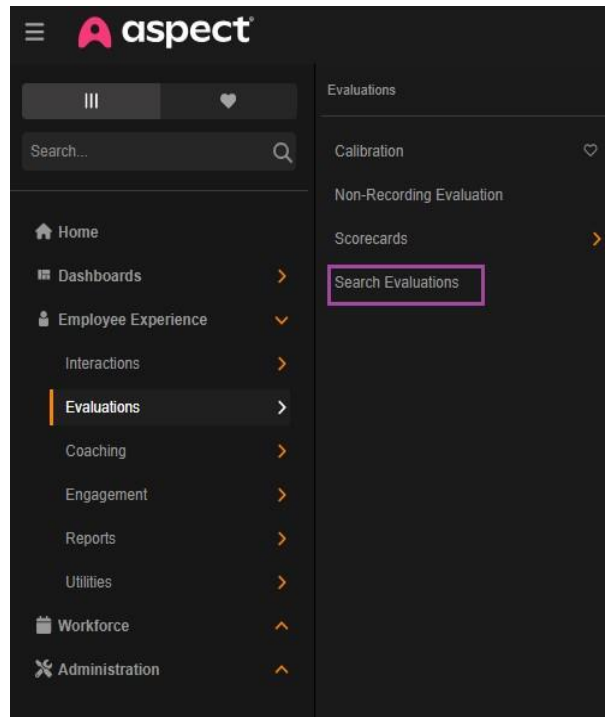 aspect
Search...
Home
Dashboards
Employee Experience
Interactions
Evaluations
Coaching
Engagement
Reports
Utilities
Workforce
Administration
Evaluations
Calibration
Non-Recording Evaluation
Scorecards
Search Evaluations